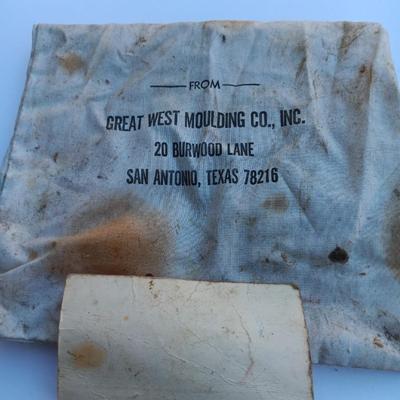 FROM
GREAT WEST MOULDING CO., INC.
20 BURWOOD LANE
SAN ANTONIO, TEXAS 78216